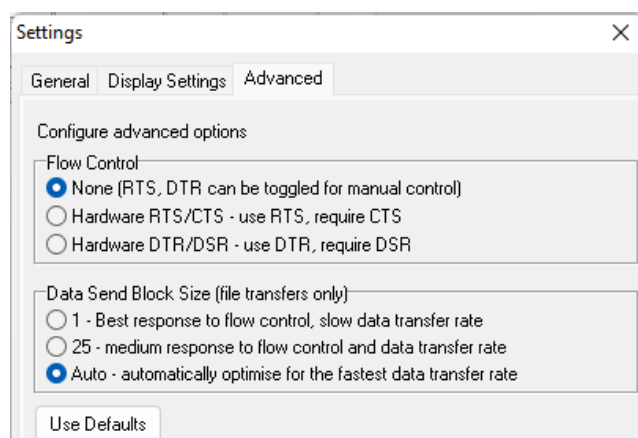 Settings
General Display Settings Advanced
Configure advanced options
Flow Control
None (RTS, DTR can be toggled for manual control)
Hardware RTS/CTS - use RTS, require CTS
Hardware DTR/DSR - use DTR, require DSR
Data Send Block Size (file transfers only)
1 - Best response to flow control, slow data transfer rate
25 - medium response to flow control and data transfer rate
Auto - automatically optimise for the fastest data transfer rate
Use Defaults